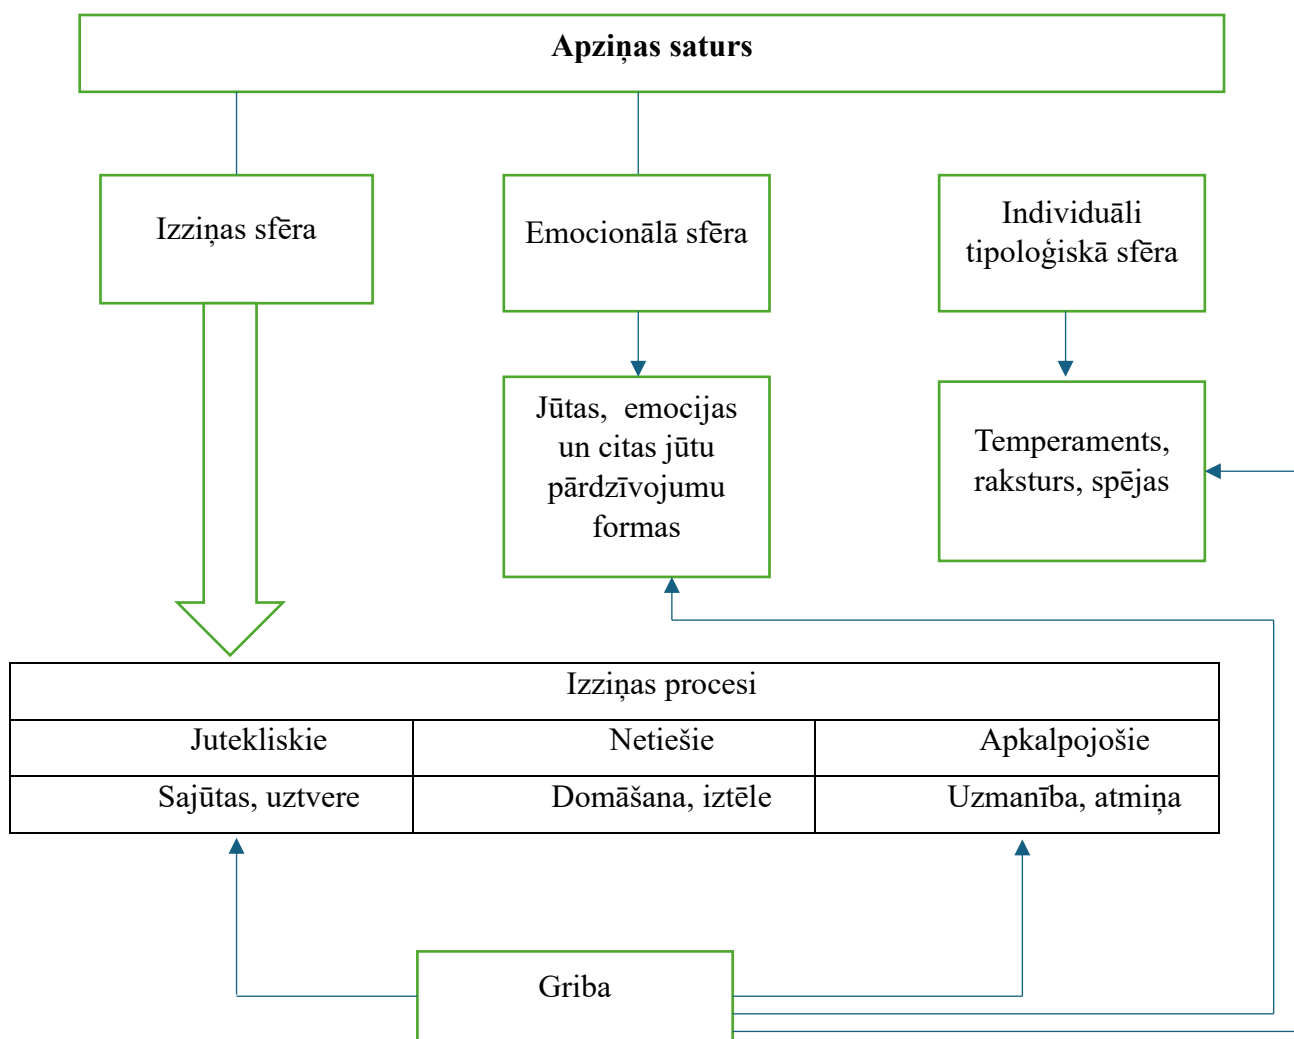 Apziņas saturs
Izziņas sfēra
Emocionālā sfēra
Individuāli
tipoloģiskā sfēra
Jūtas, emocijas
un citas jūtu
pārdzīvojumu
formas
Temperaments,
raksturs, spējas
Izziņas procesi
Jutekliskie
Netiešie
Apkalpojošie
Sajūtas, uztvere
Domāšana, iztēle
Uzmanība, atmiņa
Griba